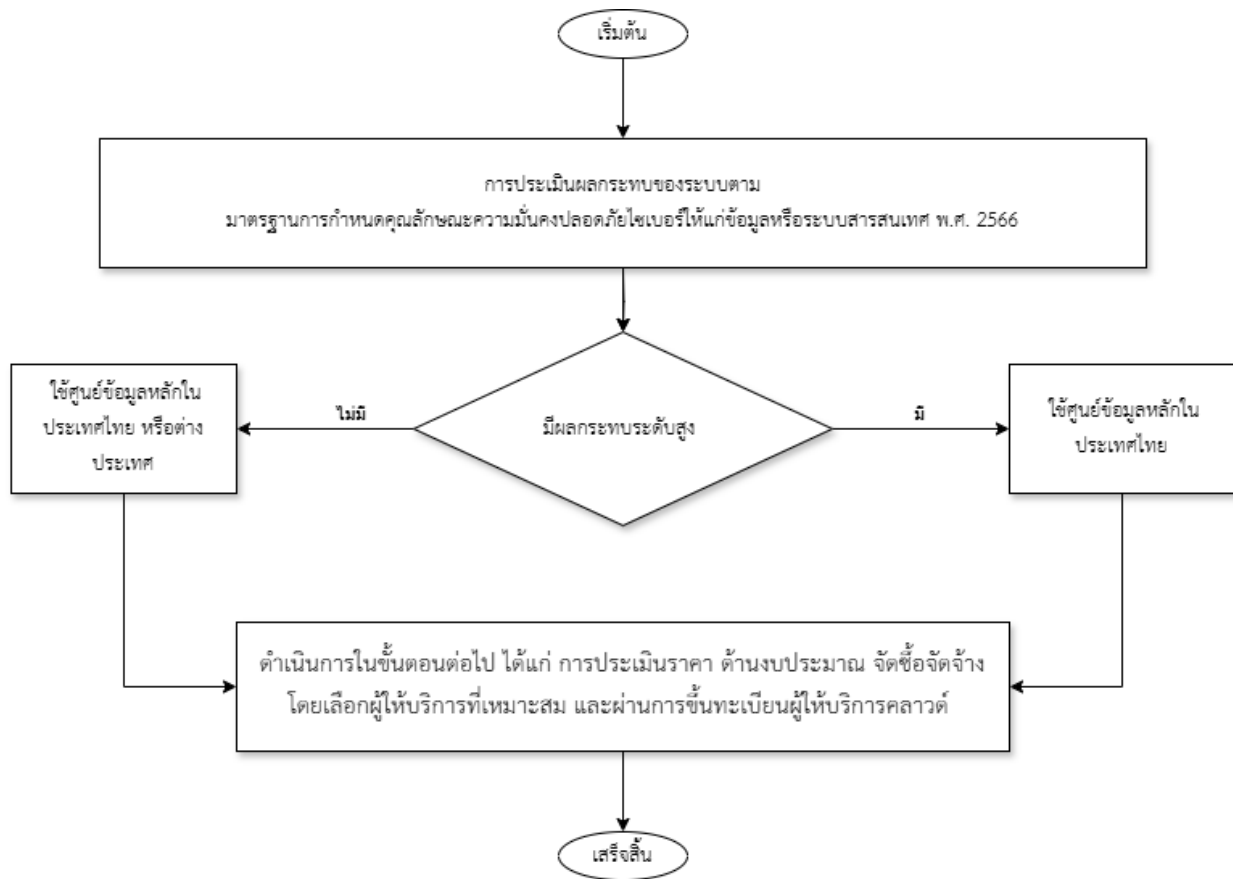 เริ่มต้น
การประเมินผลกระทบของระบบตาม
มาตรฐานการกำหนดคุณลักษณะความมั่นคงปลอดภัยไซเบอร์ให้แก่ข้อมูลหรือระบบสารสนเทศ พ.ศ. 2566
ใช้ศูนย์ข้อมูลหลักใน
ประเทศไทย หรือต่าง
ประเทศ
ไม่มี
มีผลกระทบระดับสูง
มี
ใช้ศูนย์ข้อมูลหลักใน
ประเทศไทย
ดำเนินการในขั้นตอนต่อไป ได้แก่ การประเมินราคา ด้านงบประมาณ จัดซื้อจัดจ้าง
โดยเลือกผู้ให้บริการที่เหมาะสม และผ่านการขึ้นทะเบียนผู้ให้บริการคลาวด์
เสร็จสิ้น